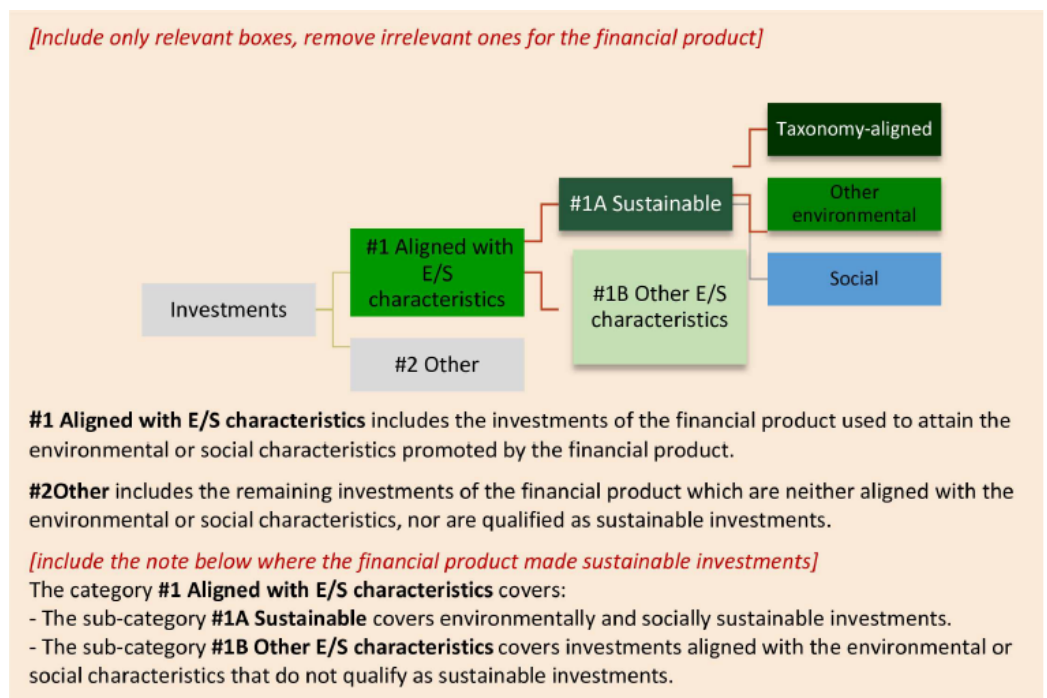 [Include only relevant boxes, remove irrelevant ones for the financial product]
Taxonomy-aligned
#1A Sustainable
Other
environmental
#1 Aligned with
E/S
characteristics
Social
#1B Other E/S
characteristics
Investments
#2 Other
#1 Aligned with E/S characteristics includes the investments of the financial product used to attain the
environmental or social characteristics promoted by the financial product.
#2Other includes the remaining investments of the financial product which are neither aligned with the
environmental or social characteristics, nor are qualified as sustainable investments.
[include the note below where the financial product made sustainable investments]
The category #1 Aligned with E/S characteristics covers:
- The sub-category #1A Sustainable covers environmentally and socially sustainable investments.
- The sub-category #1B Other E/S characteristics covers investments aligned with the environmental or
social characteristics that do not qualify as sustainable investments.